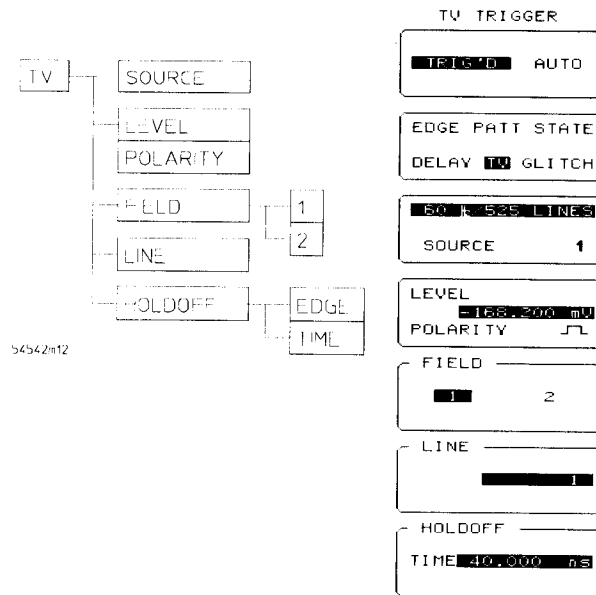 TV
SOURCE
LEVEL
POLARITY
FIELD
1
2
LINE
HOLDOFF
EDGE
TIME
54542m12
TV TRIGGER
TRIG'D AUTO
EDGE PATT STATE
DELAY TV GLITCH
525 LINES
SOURCE 1
LEVEL
-168.200 mV
POLARITY
FIELD
1 2
LINE
1
HOLDOFF
TIME 40.000 ns